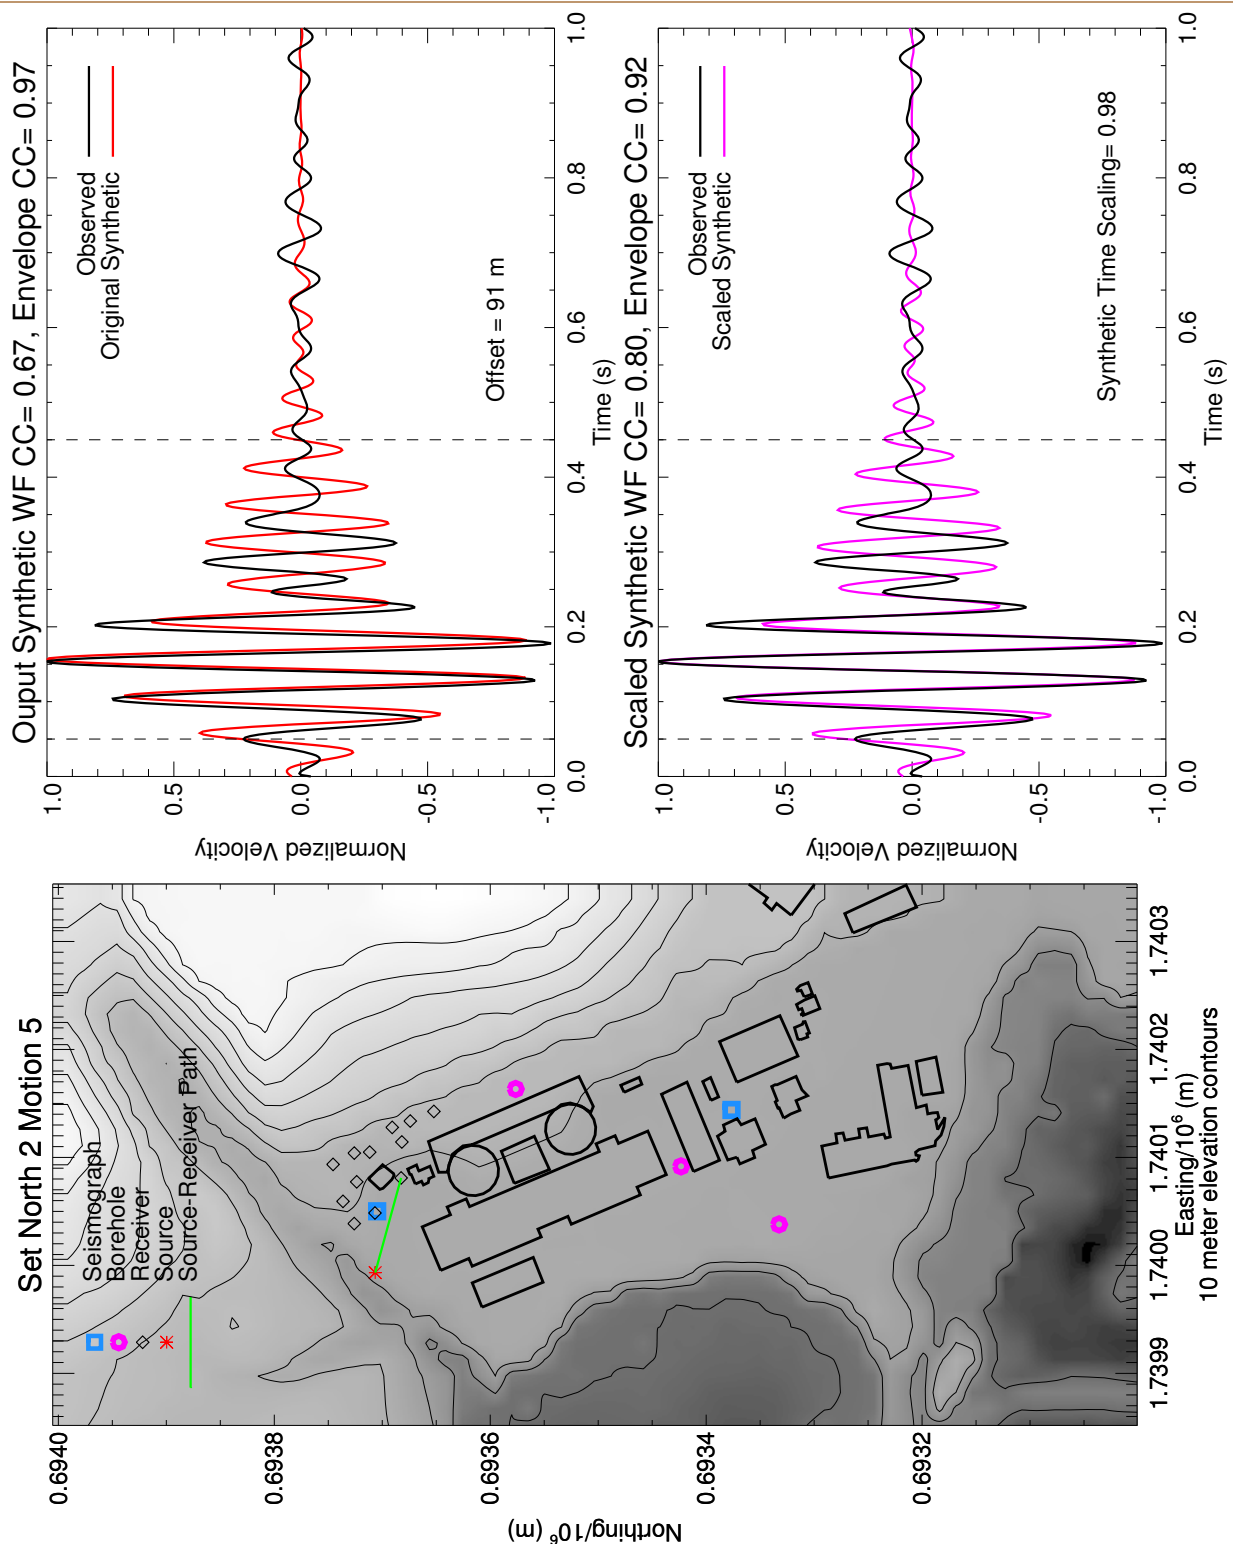 Set North 2 Motion 5
Seismograph
Borehole
Receiver
Source
Source-Receiver Path
0.6940
0.6938
0.6936
0.6934
0.6932
Northing/10⁶ (m)
1.7399
1.7400
1.7401
1.7402
1.7403
Easting/10⁶ (m)
10 meter elevation contours
Ouput Synthetic WF CC= 0.67, Envelope CC= 0.97
Observed
Original Synthetic
Offset = 91 m
1.0
0.5
0.0
-0.5
-1.0
Normalized Velocity
0.0
0.2
0.4
0.6
0.8
1.0
Time (s)
Scaled Synthetic WF CC= 0.80, Envelope CC= 0.92
Observed
Scaled Synthetic
Synthetic Time Scaling= 0.98
1.0
0.5
0.0
-0.5
-1.0
Normalized Velocity
0.0
0.2
0.4
0.6
0.8
1.0
Time (s)